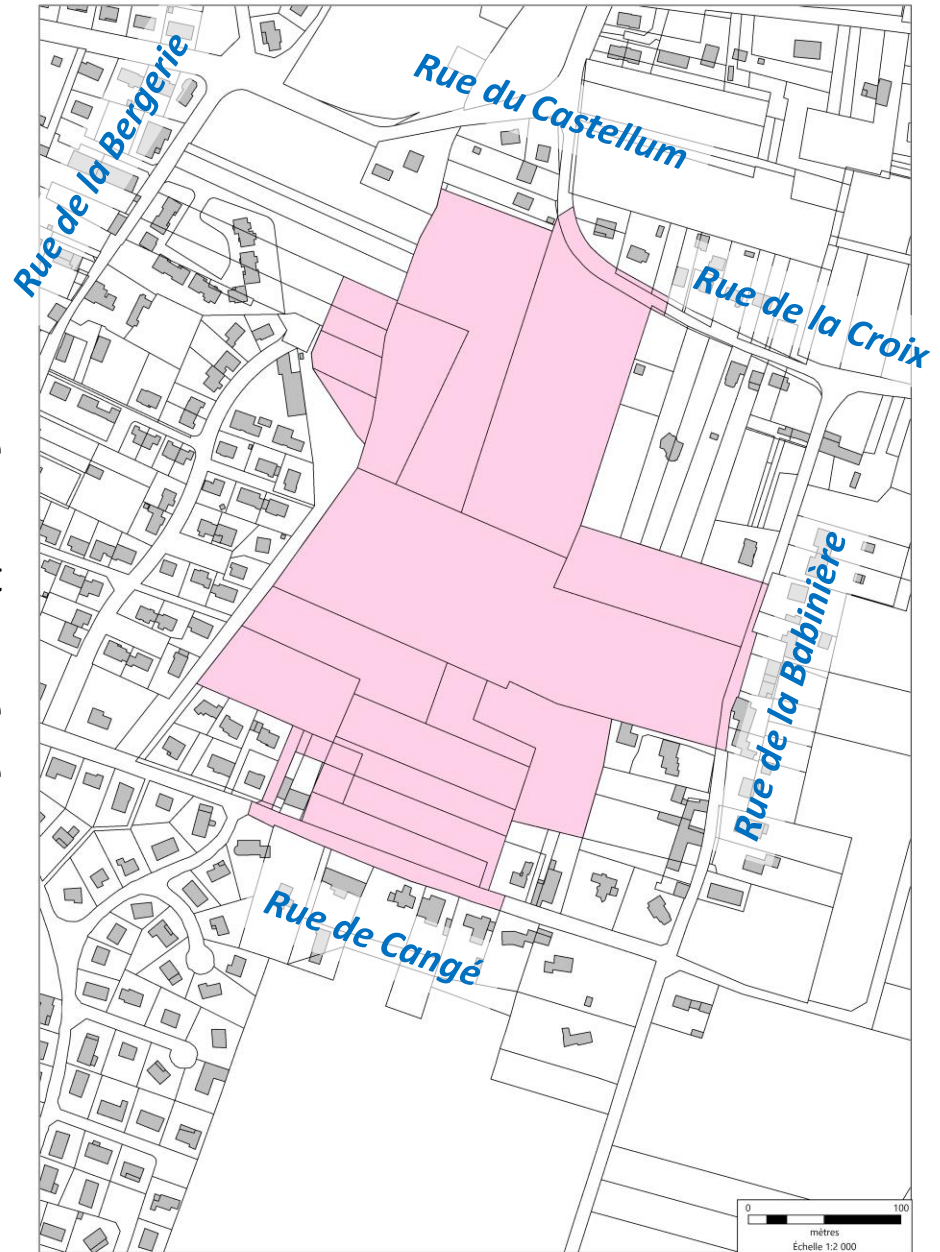 Rue de la Bergerie
Rue du Castellum
Rue de la Croix
Rue de la Babinière
Rue de Cangé
0 100
mètres
Échelle 1:2 000